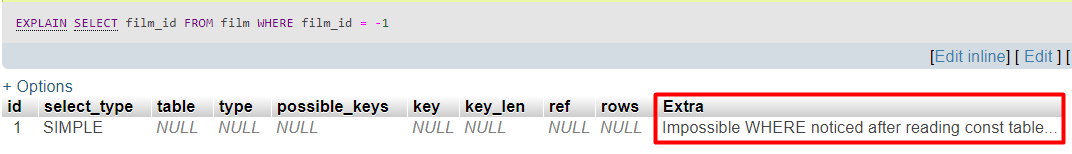 EXPLAIN SELECT film_id FROM film WHERE film_id = -1
[Edit inline] [ Edit ] [
+ Options
id select_type table type possible_keys key key_len ref rows Extra
1 SIMPLE NULL NULL NULL NULL NULL NULL NULL Impossible WHERE noticed after reading const table...